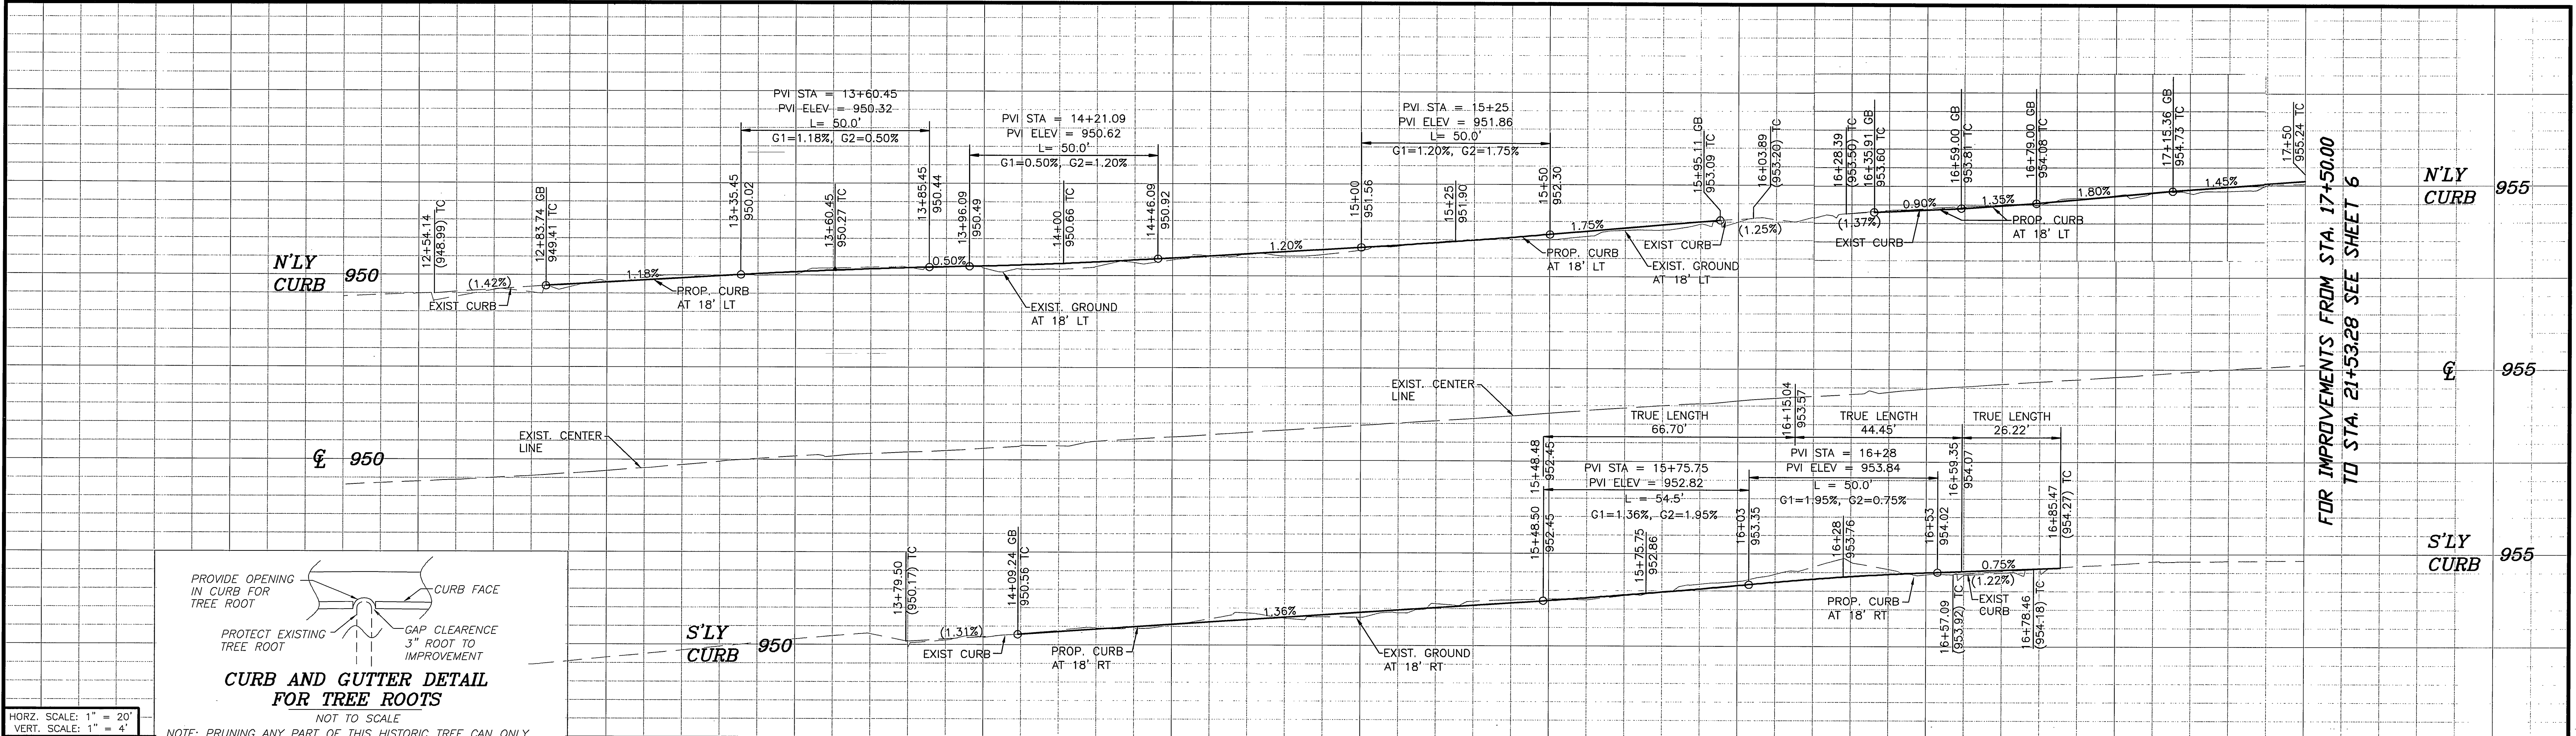 PVI STA = 13+60.45
PVI ELEV = 950.32
L= 50.0'
G1=1.18%, G2=0.50%
PVI STA = 14+21.09
PVI ELEV = 950.62
L= 50.0'
G1=0.50%, G2=1.20%
PVI STA = 15+25
PVI ELEV = 951.86
L= 50.0'
G1=1.20%, G2=1.75%
N'LY
CURB
950
12+54.14
(948.99) TC
(1.42%)
EXIST CURB
12+83.74 GB
949.41 TC
1.18%
PROP. CURB
AT 18' LT
13+35.45
950.02
13+60.45
950.27 TC
13+85.45
950.44
0.50%
13+96.09
950.49
EXIST. GROUND
AT 18' LT
14+00
950.66 TC
14+46.09
950.92
1.20%
15+00
951.56
15+25
951.90
15+50
952.30
PROP. CURB
AT 18' LT
1.75%
EXIST. GROUND
AT 18' LT
EXIST CURB
15+95.11 GB
953.09 TC
(1.25%)
16+03.89
(953.20) TC
16+28.39
(953.50) TC
(1.37%)
16+35.91 GB
953.60 TC
EXIST CURB
0.90%
16+59.00 GB
953.81 TC
1.35%
PROP. CURB
AT 18' LT
16+79.00 GB
954.08 TC
1.80%
17+15.36 GB
954.73 TC
1.45%
17+50
955.24 TC
FOR IMPROVEMENTS FROM STA. 17+50.00
TO STA. 21+53.28 SEE SHEET 6
N'LY
CURB
955
℄ 950
EXIST. CENTER
LINE
EXIST. CENTER
LINE
℄ 955
TRUE LENGTH
66.70'
16+15.04
953.57
TRUE LENGTH
44.45'
TRUE LENGTH
26.22'
15+48.48
952.45
PVI STA = 15+75.75
PVI ELEV = 952.82
L = 54.5'
G1=1.36%, G2=1.95%
PVI STA = 16+28
PVI ELEV = 953.84
L = 50.0'
G1=1.95%, G2=0.75%
S'LY
CURB
950
13+79.50
(950.17) TC
(1.31%)
EXIST CURB
14+09.24 GB
950.56 TC
PROP. CURB
AT 18' RT
1.36%
EXIST. GROUND
AT 18' RT
15+48.50
952.45
15+75.75
952.86
16+03
953.35
16+28
953.76
PROP. CURB
AT 18' RT
16+53
954.02
16+59.35
954.07
0.75%
(1.22%)
EXIST
CURB
16+57.09
(953.92) TC
16+78.46
(954.18) TC
16+85.47
(954.27) TC
S'LY
CURB
955
PROVIDE OPENING
IN CURB FOR
TREE ROOT
CURB FACE
PROTECT EXISTING
TREE ROOT
GAP CLEARENCE
3" ROOT TO
IMPROVEMENT
CURB AND GUTTER DETAIL
FOR TREE ROOTS
NOT TO SCALE
NOTE: PRUNING ANY PART OF THIS HISTORIC TREE CAN ONLY
HORZ. SCALE: 1" = 20'
VERT. SCALE: 1" = 4'